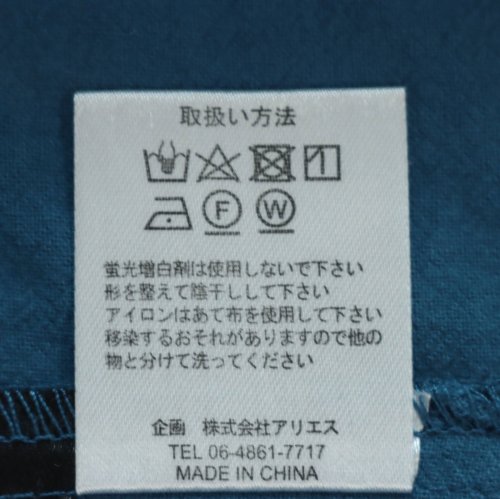 取扱い方法
F W
蛍光増白剤は使用しないで下さい
形を整えて陰干しして下さい
アイロンはあて布を使用して下さい
移染するおそれがありますので他の
物と分けて洗ってください
企画 株式会社アリエス
TEL 06-4861-7717
MADE IN CHINA